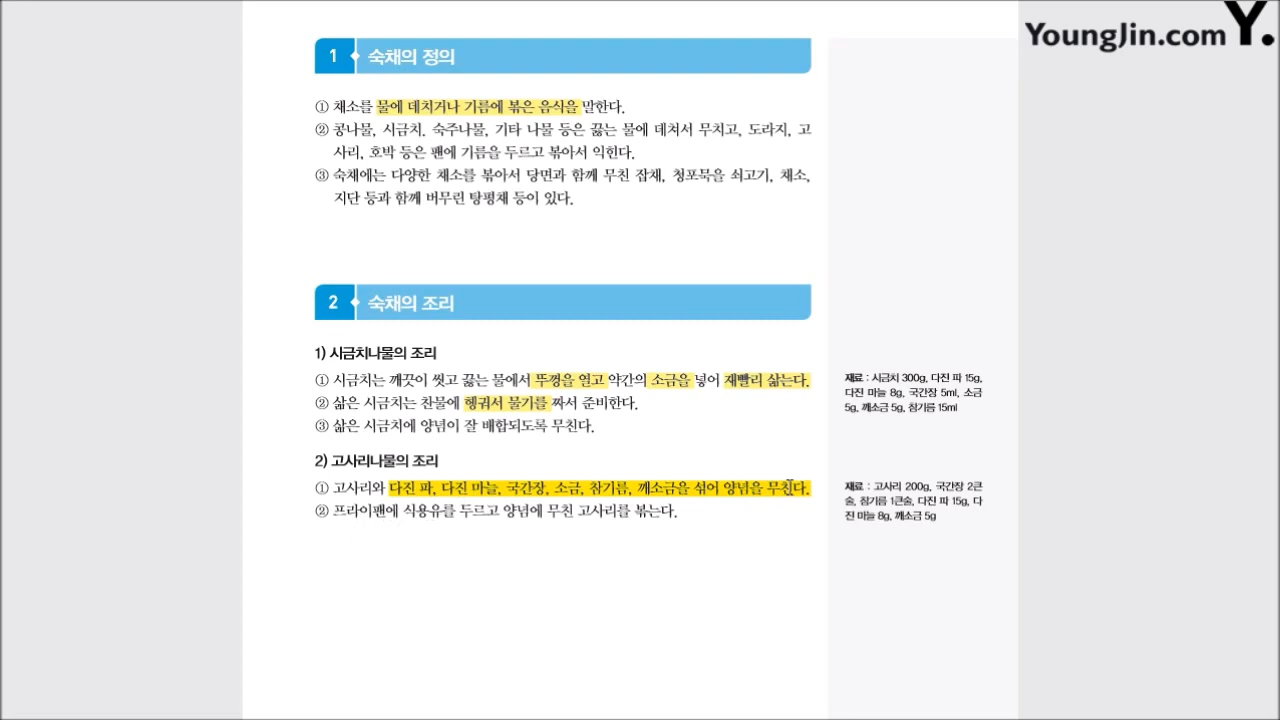 YoungJin.com Y.
1 숙채의 정의
① 채소를 물에 데치거나 기름에 볶은 음식을 말한다.
② 콩나물, 시금치, 숙주나물, 기타 나물 등은 끓는 물에 데쳐서 무치고, 도라지, 고
사리, 호박 등은 팬에 기름을 두르고 볶아서 익힌다.
③ 숙채에는 다양한 채소를 볶아서 당면과 함께 무친 잡채, 청포묵을 쇠고기, 채소,
지단 등과 함께 버무린 탕평채 등이 있다.
2 숙채의 조리
1) 시금치나물의 조리
① 시금치는 깨끗이 씻고 끓는 물에서 뚜껑을 열고 약간의 소금을 넣어 재빨리 삶는다.
② 삶은 시금치는 찬물에 헹궈서 물기를 짜서 준비한다.
③ 삶은 시금치에 양념이 잘 배합되도록 무친다.
재료 : 시금치 300g, 다진 파 15g,
다진 마늘 8g, 국간장 5ml, 소금
5g, 깨소금 5g, 참기름 15ml
2) 고사리나물의 조리
① 고사리와 다진 파, 다진 마늘, 국간장, 소금, 참기름, 깨소금을 섞어 양념을 무친다.
② 프라이팬에 식용유를 두르고 양념에 무친 고사리를 볶는다.
재료 : 고사리 200g, 국간장 2큰
술, 참기름 1큰술, 다진 파 15g, 다
진 마늘 8g, 깨소금 5g